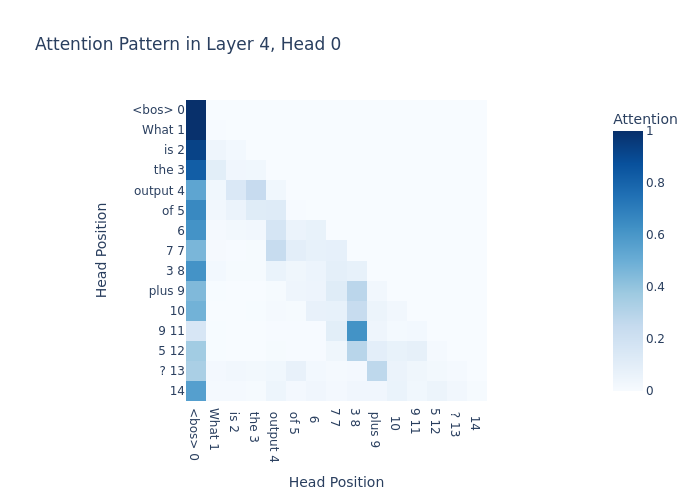 Attention Pattern in Layer 4, Head 0
Attention
<bos> 0
What 1
is 2
the 3
output 4
of 5
6
7 7
3 8
plus 9
10
9 11
5 12
? 13
14
Head Position
<bos> 0
What 1
is 2
the 3
output 4
of 5
6
7 7
3 8
plus 9
10
9 11
5 12
? 13
14
Head Position
1
0.8
0.6
0.4
0.2
0